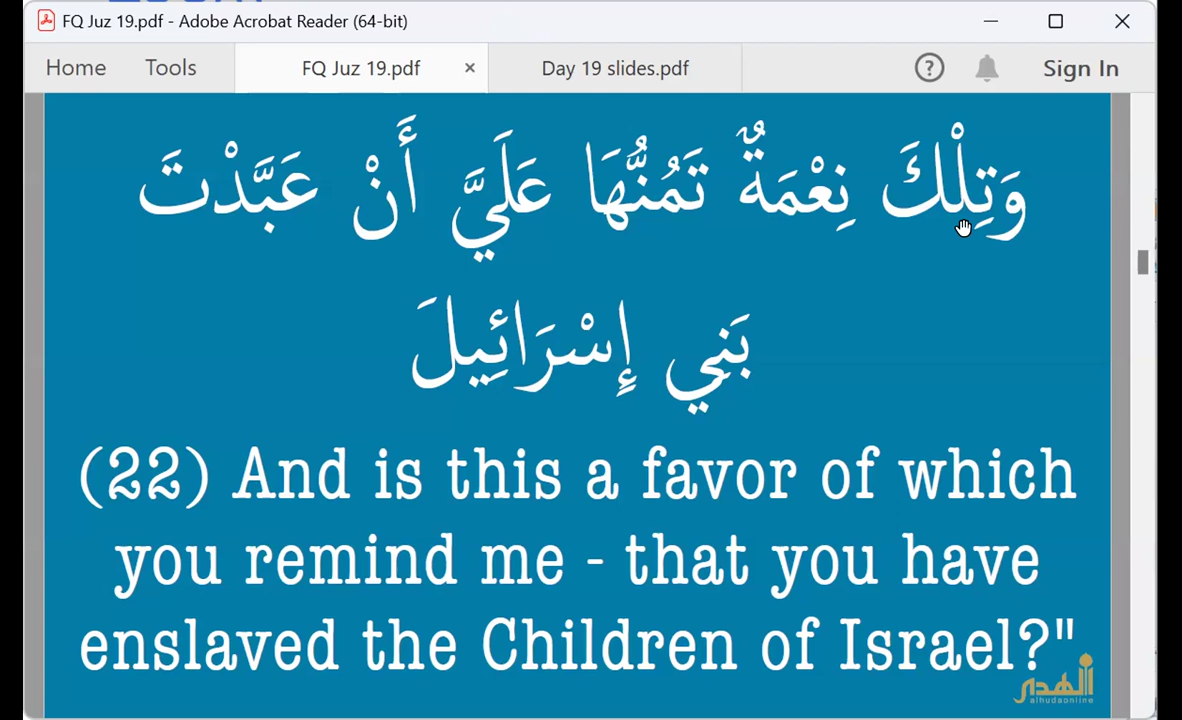 FQ Juz 19.pdf - Adobe Acrobat Reader (64-bit)
Home Tools FQ Juz 19.pdf × Day 19 slides.pdf Sign In
وَتِلْكَ نِعْمَةٌ تَمُنُّهَا عَلَيَّ أَنْ عَبَّدْتَ
بَنِي إِسْرَائِيلَ
(22) And is this a favor of which
you remind me - that you have
enslaved the Children of Israel?"
الهدى
alhudaonline